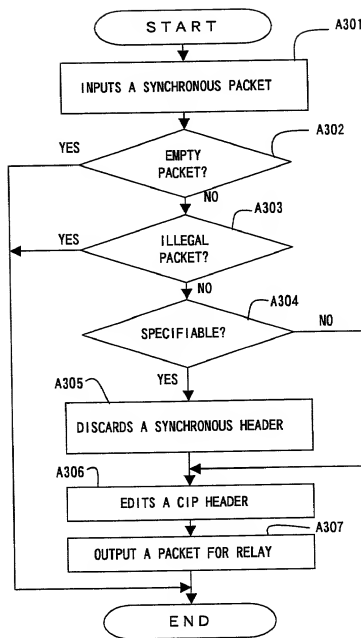 START
A301
INPUTS A SYNCHRONOUS PACKET
A302
YES
EMPTY
PACKET?
NO
A303
YES
ILLEGAL
PACKET?
NO
A304
SPECIFIABLE?
NO
YES
A305
DISCARDS A SYNCHRONOUS HEADER
A306
EDITS A CIP HEADER
A307
OUTPUT A PACKET FOR RELAY
END